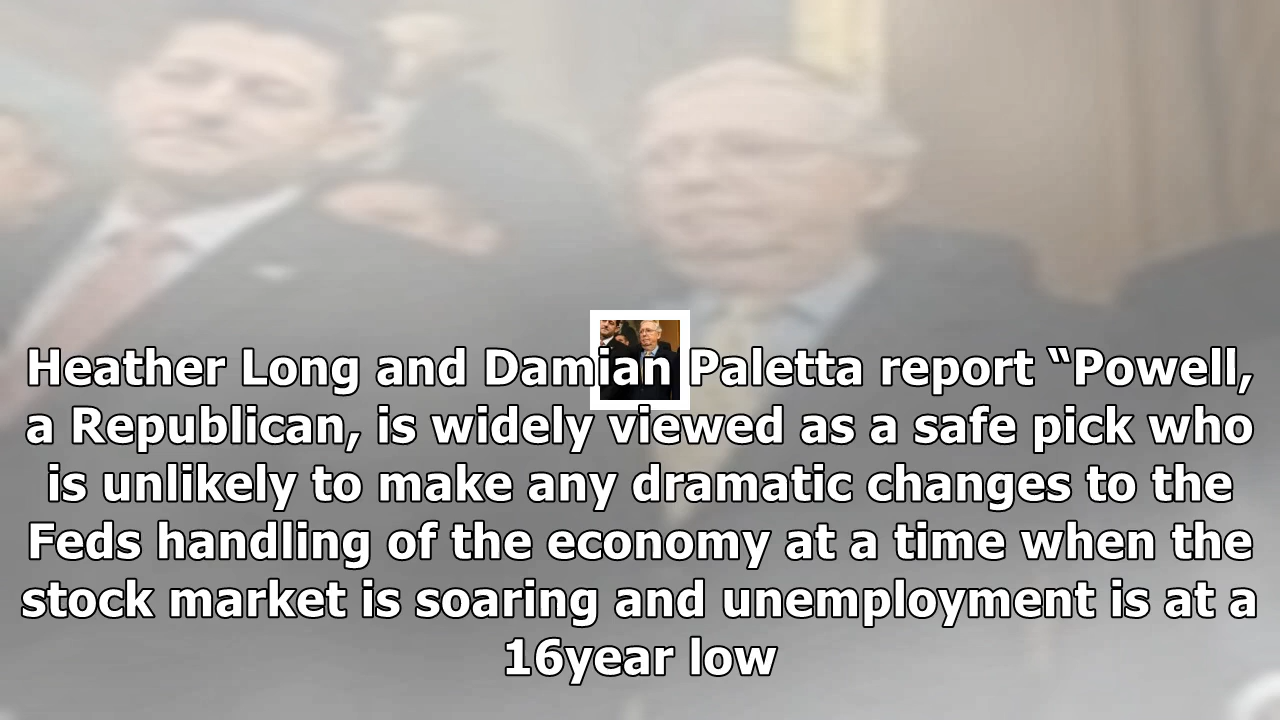 Heather Long and Damian Paletta report “Powell,
a Republican, is widely viewed as a safe pick who
is unlikely to make any dramatic changes to the
Feds handling of the economy at a time when the
stock market is soaring and unemployment is at a
16year low